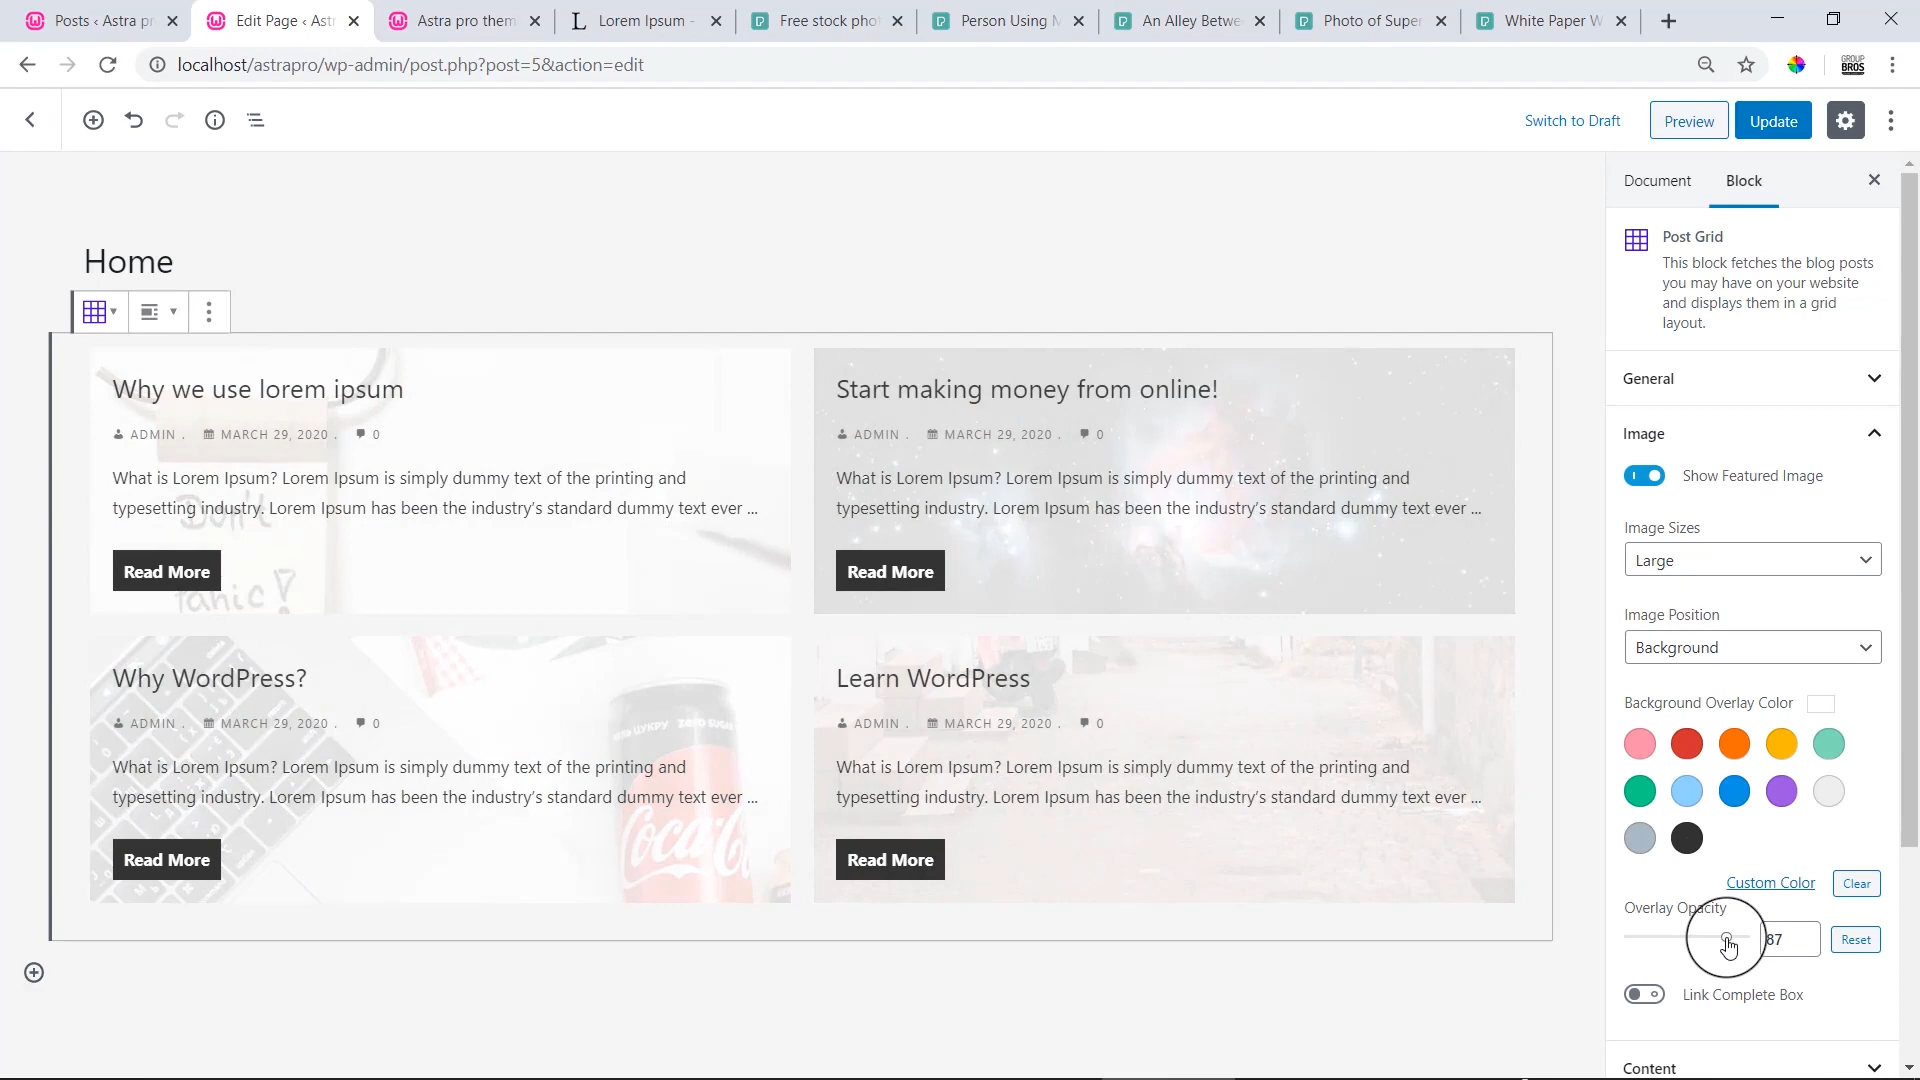 Posts ‹ Astra pr
Edit Page ‹ Astr
Astra pro them
Lorem Ipsum -
Free stock phot
Person Using M
An Alley Betwe
Photo of Super
White Paper W
localhost/astrapro/wp-admin/post.php?post=5&action=edit
GROUP
BROS
Switch to Draft
Preview
Update
Document
Block
Post Grid
This block fetches the blog posts
you may have on your website
and displays them in a grid
layout.
General
Image
Show Featured Image
Image Sizes
Large
Image Position
Background
Background Overlay Color
Custom Color
Clear
Overlay Opacity
87
Reset
Link Complete Box
Content
Home
Why we use lorem ipsum
ADMIN . MARCH 29, 2020 . 0
What is Lorem Ipsum? Lorem Ipsum is simply dummy text of the printing and
typesetting industry. Lorem Ipsum has been the industry's standard dummy text ever ...
Don't
Read More
Panic!
Start making money from online!
ADMIN . MARCH 29, 2020 . 0
What is Lorem Ipsum? Lorem Ipsum is simply dummy text of the printing and
typesetting industry. Lorem Ipsum has been the industry's standard dummy text ever ...
Read More
Why WordPress?
ADMIN . MARCH 29, 2020 . 0
What is Lorem Ipsum? Lorem Ipsum is simply dummy text of the printing and
typesetting industry. Lorem Ipsum has been the industry's standard dummy text ever ...
Read More
Coca-C
Learn WordPress
ADMIN . MARCH 29, 2020 . 0
What is Lorem Ipsum? Lorem Ipsum is simply dummy text of the printing and
typesetting industry. Lorem Ipsum has been the industry's standard dummy text ever ...
Read More